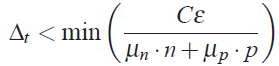 Δₜ < min ( Cε / (μₙ · n + μₚ · p) )